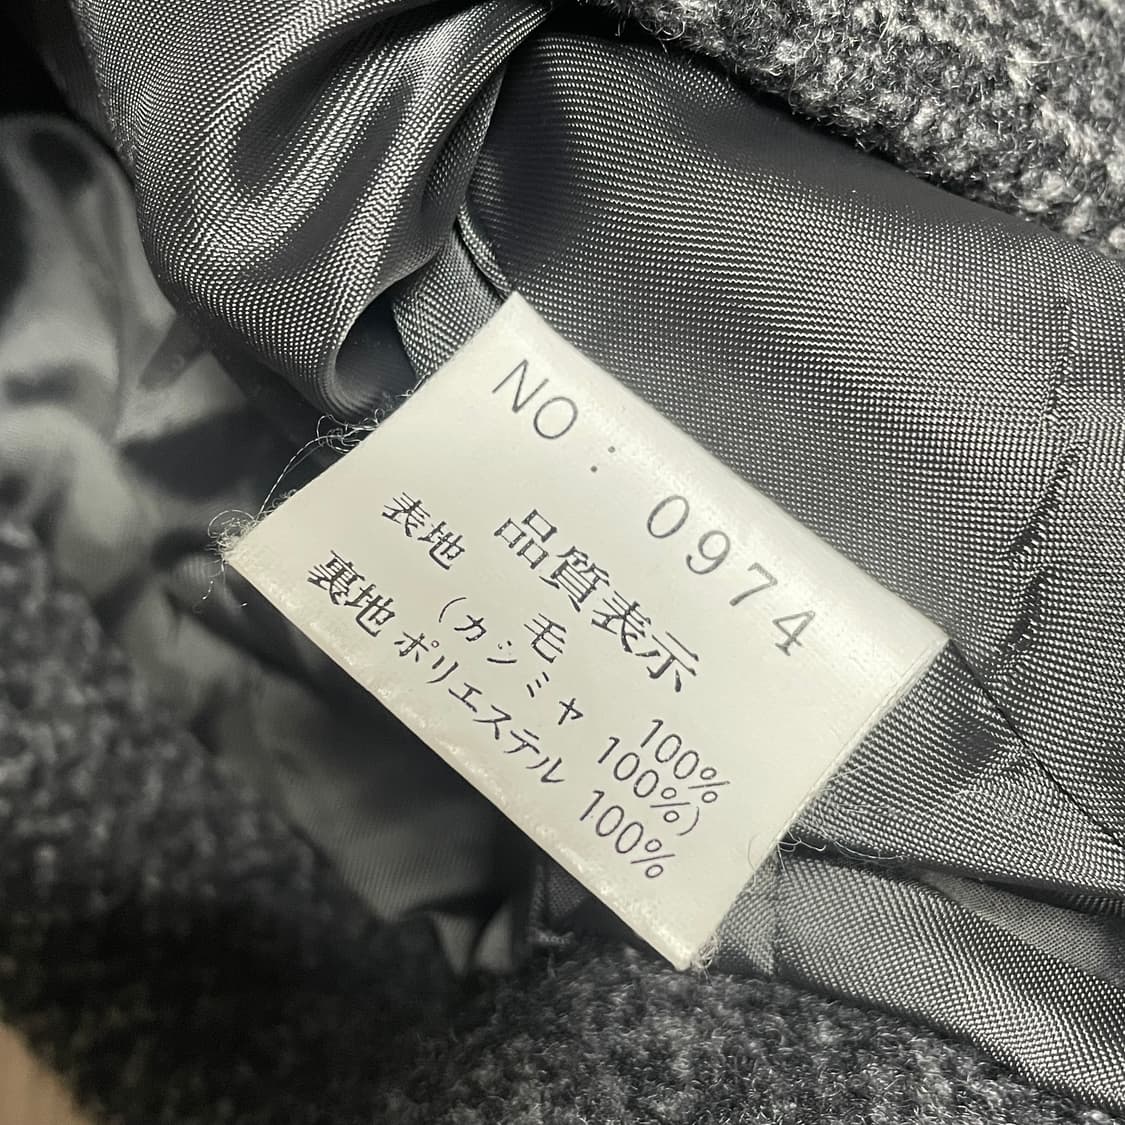 NO: 0974
品質表示
表地 毛 100%
(カシミヤ 100%)
裏地 ポリエステル 100%